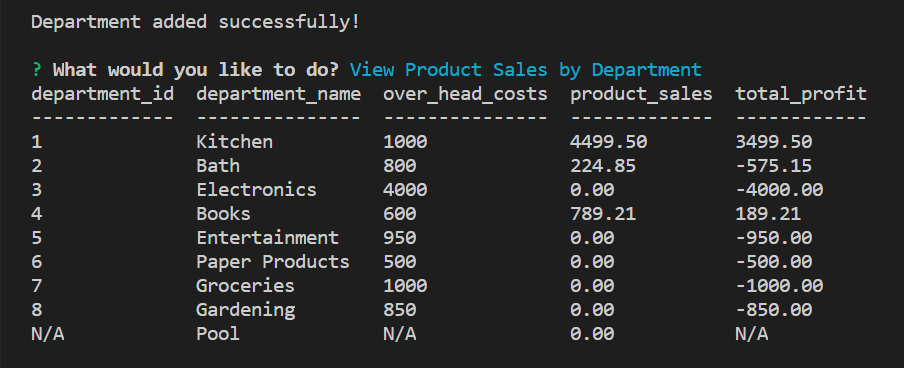 Department added successfully!
? What would you like to do? View Product Sales by Department
department_id  department_name  over_head_costs  product_sales  total_profit
-------------  ---------------  ---------------  -------------  ------------
1              Kitchen          1000             4499.50        3499.50
2              Bath             800              224.85         -575.15
3              Electronics      4000             0.00           -4000.00
4              Books            600              789.21         189.21
5              Entertainment    950              0.00           -950.00
6              Paper Products   500              0.00           -500.00
7              Groceries        1000             0.00           -1000.00
8              Gardening        850              0.00           -850.00
N/A            Pool             N/A              0.00           N/A